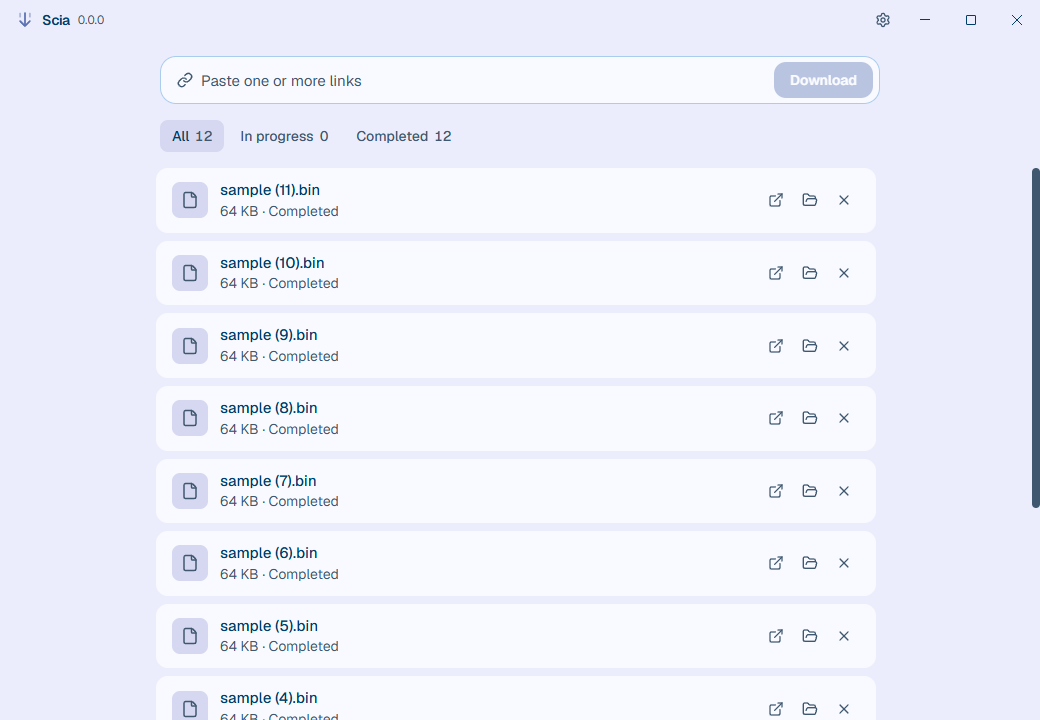 Scia 0.0.0
Paste one or more links
Download
All 12
In progress 0
Completed 12
sample (11).bin
64 KB · Completed
sample (10).bin
64 KB · Completed
sample (9).bin
64 KB · Completed
sample (8).bin
64 KB · Completed
sample (7).bin
64 KB · Completed
sample (6).bin
64 KB · Completed
sample (5).bin
64 KB · Completed
sample (4).bin
64 KB · Completed